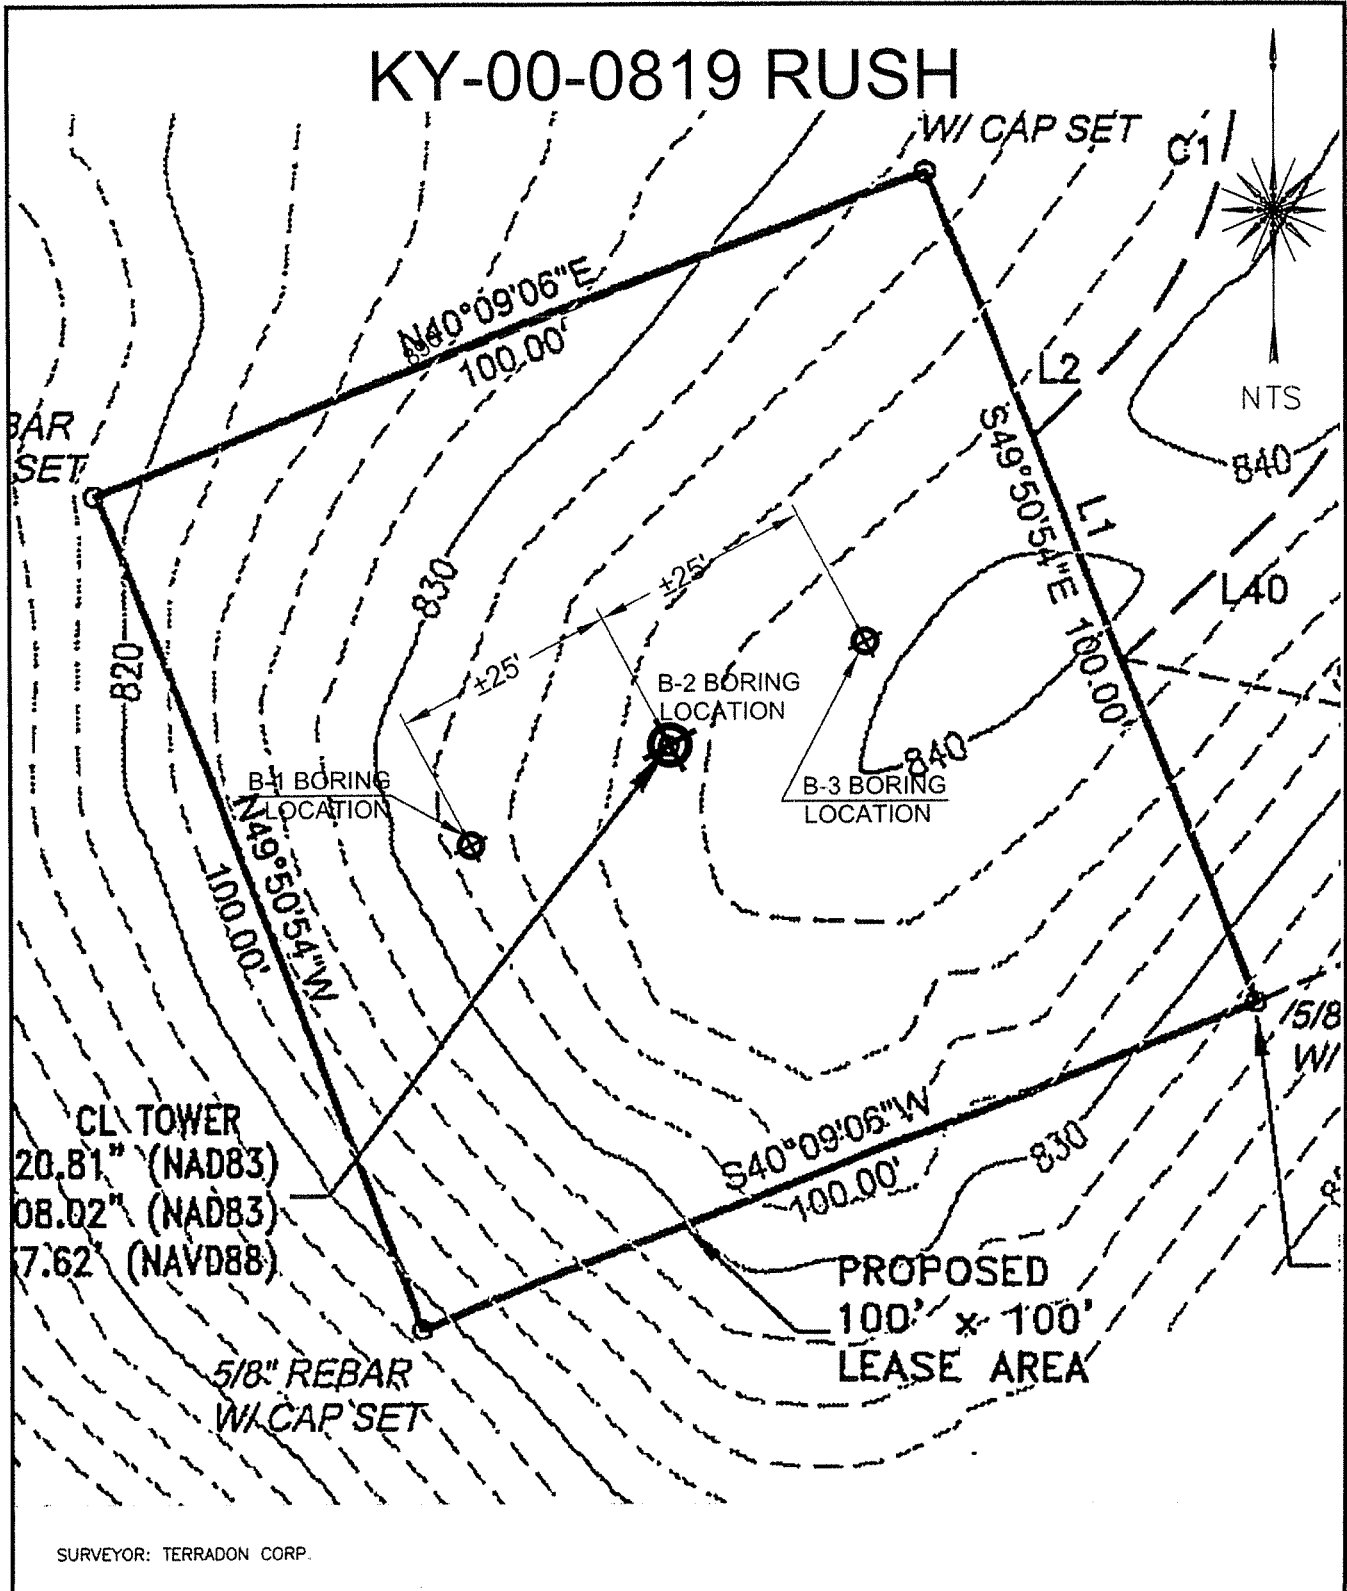 KY-00-0819 RUSH
W/ CAP SET
C1
N40°09'06"E
100.00'
L2
NTS
BAR
SET
S49°50'54"E 100.00'
L1
840
830
±25'
±25'
L40
820
B-2 BORING
LOCATION
840
B-1 BORING
LOCATION
B-3 BORING
LOCATION
N49°50'54"W
100.00'
5/8
W/
CL TOWER
20.81" (NAD83)
08.02" (NAD83)
7.62' (NAVD88)
S40°09'06"W
100.00'
830
PROPOSED
100' x 100'
LEASE AREA
5/8" REBAR
W/ CAP SET
SURVEYOR: TERRADON CORP.